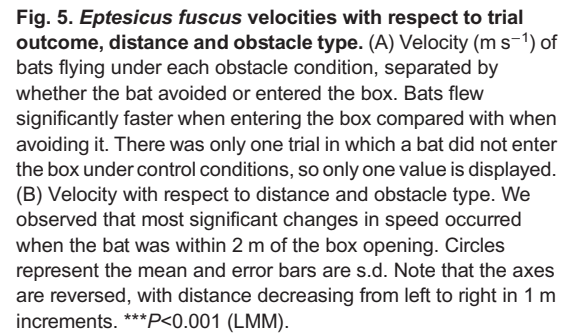 Fig. 5. Eptesicus fuscus velocities with respect to trial
outcome, distance and obstacle type. (A) Velocity (m s−1) of
bats flying under each obstacle condition, separated by
whether the bat avoided or entered the box. Bats flew
significantly faster when entering the box compared with when
avoiding it. There was only one trial in which a bat did not enter
the box under control conditions, so only one value is displayed.
(B) Velocity with respect to distance and obstacle type. We
observed that most significant changes in speed occurred
when the bat was within 2 m of the box opening. Circles
represent the mean and error bars are s.d. Note that the axes
are reversed, with distance decreasing from left to right in 1 m
increments. ***P<0.001 (LMM).